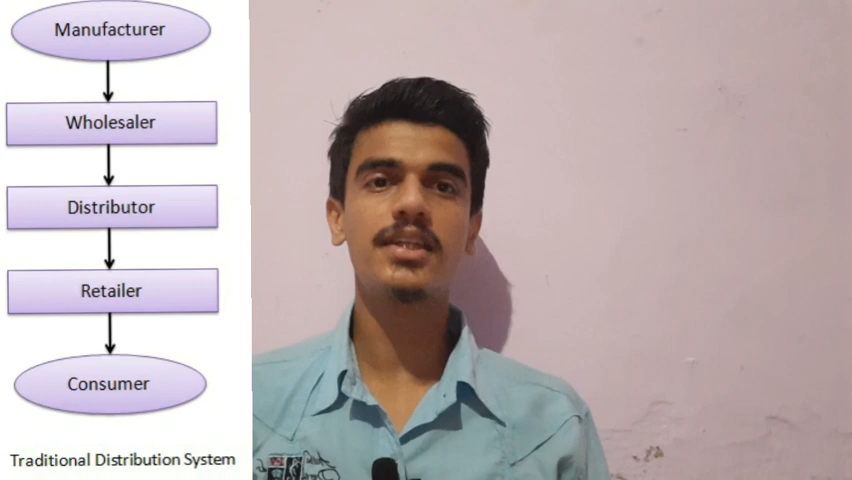 Manufacturer
Wholesaler
Distributor
Retailer
Consumer
Traditional Distribution System